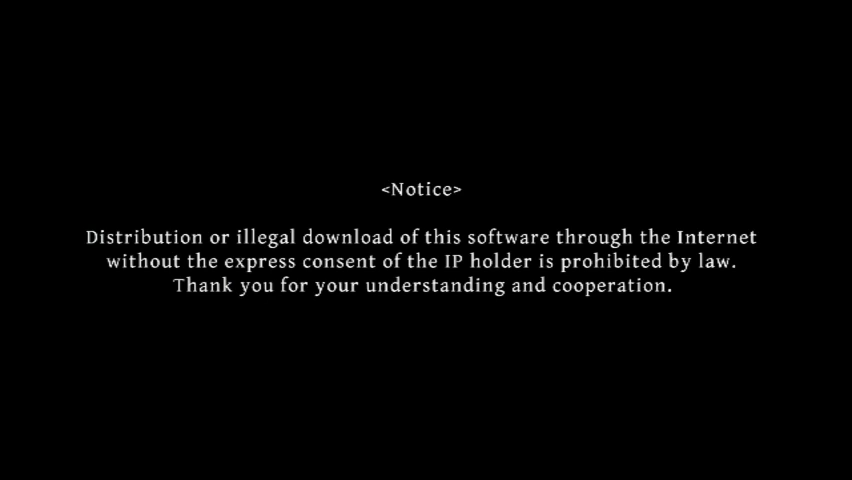 <Notice>
Distribution or illegal download of this software through the Internet
without the express consent of the IP holder is prohibited by law.
Thank you for your understanding and cooperation.